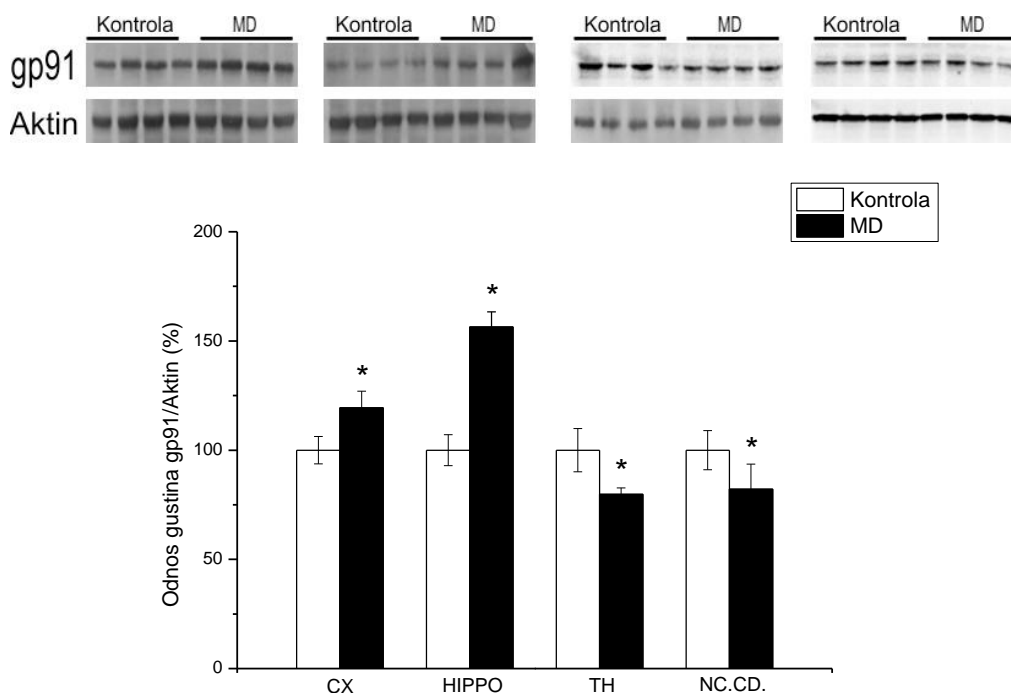 Kontrola MD Kontrola MD Kontrola MD Kontrola MD
gp91
Aktin
Kontrola
MD
Odnos gustina gp91/Aktin (%)
200
150
100
50
0
* * * *
CX HIPPO TH NC.CD.